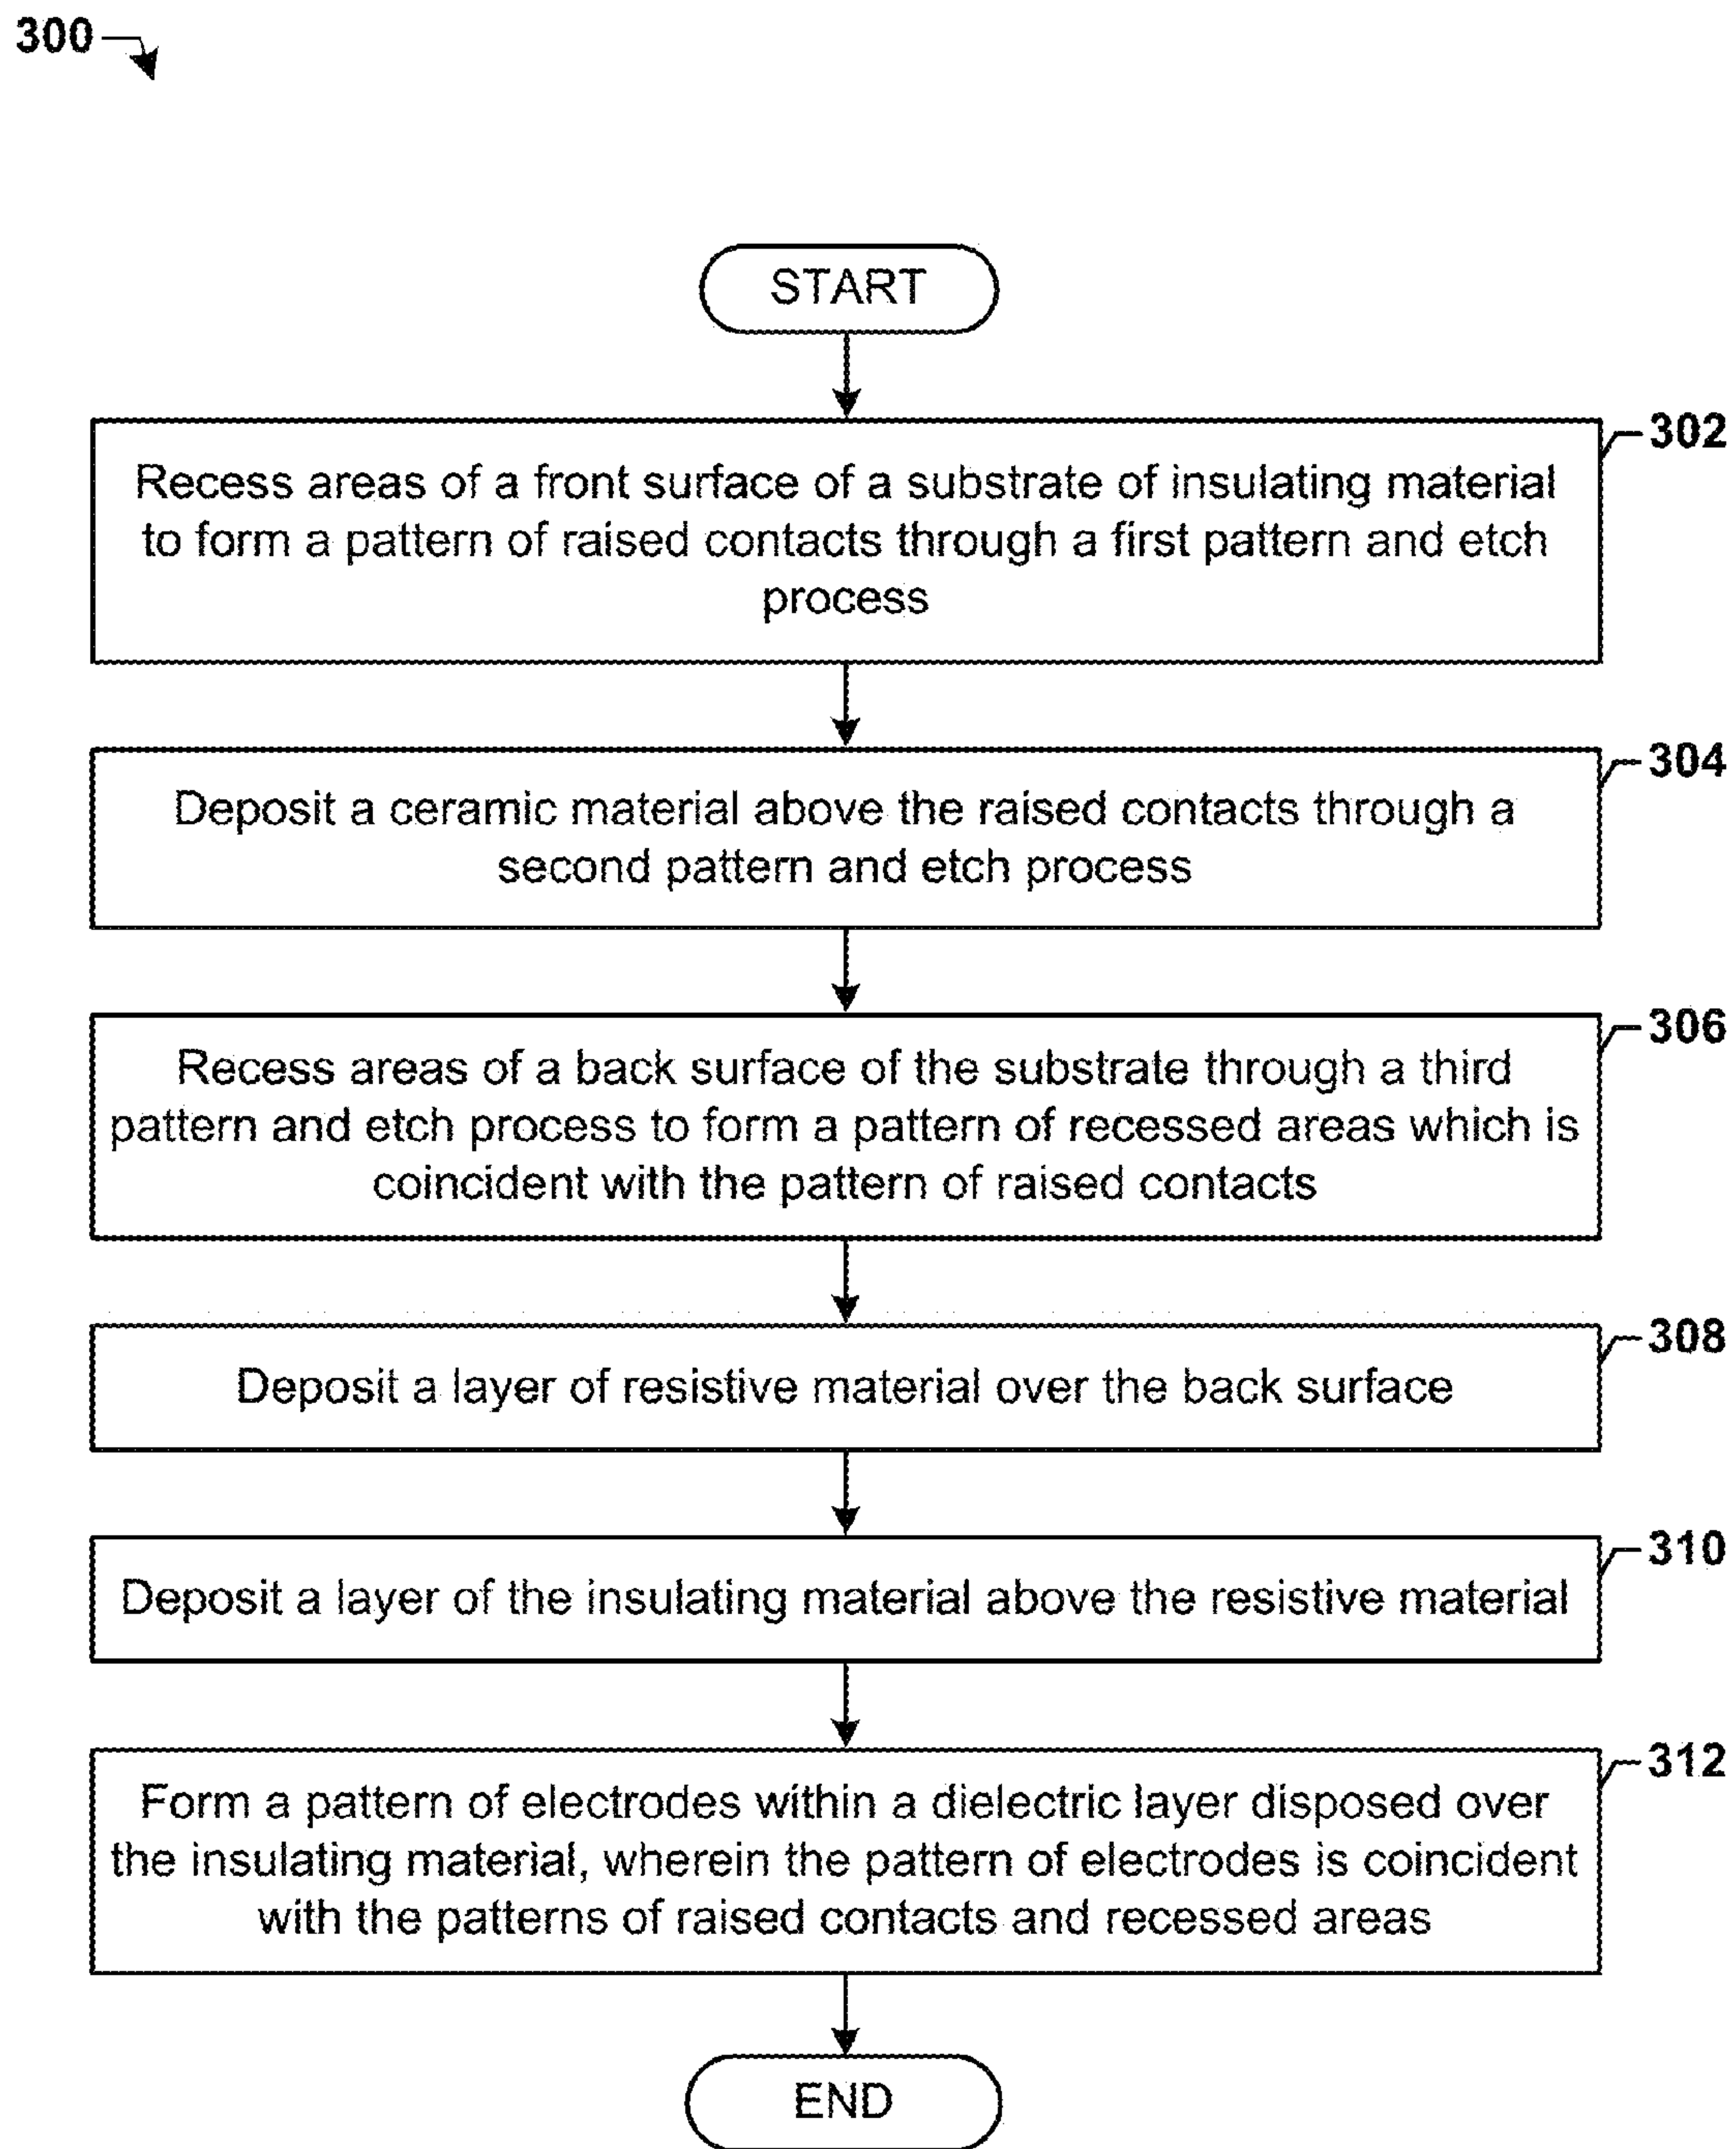 300
START
302
Recess areas of a front surface of a substrate of insulating material
to form a pattern of raised contacts through a first pattern and etch
process
304
Deposit a ceramic material above the raised contacts through a
second pattern and etch process
306
Recess areas of a back surface of the substrate through a third
pattern and etch process to form a pattern of recessed areas which is
coincident with the pattern of raised contacts
308
Deposit a layer of resistive material over the back surface
310
Deposit a layer of the insulating material above the resistive material
312
Form a pattern of electrodes within a dielectric layer disposed over
the insulating material, wherein the pattern of electrodes is coincident
with the patterns of raised contacts and recessed areas
END